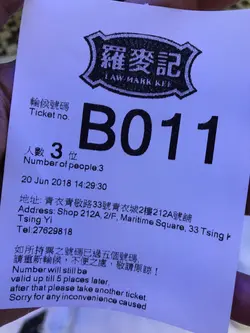 羅麥記
LAW MARK KEE
輪候號碼
Ticket no.
B011
人數 3 位
Number of people:3
20 Jun 2018 14:29:30
地址: 青衣青敬路33號青衣城2樓212A號舖
Address: Shop 212A, 2/F, Maritime Square, 33 Tsing
Tsing Yi
Tel:27629818
如所持票之號碼已過五個號碼,
請重新輪候, 不便之處, 敬請原諒!
Number will still be
valid up till 5 places later,
after that please take another ticket.
Sorry for any inconvenience caused